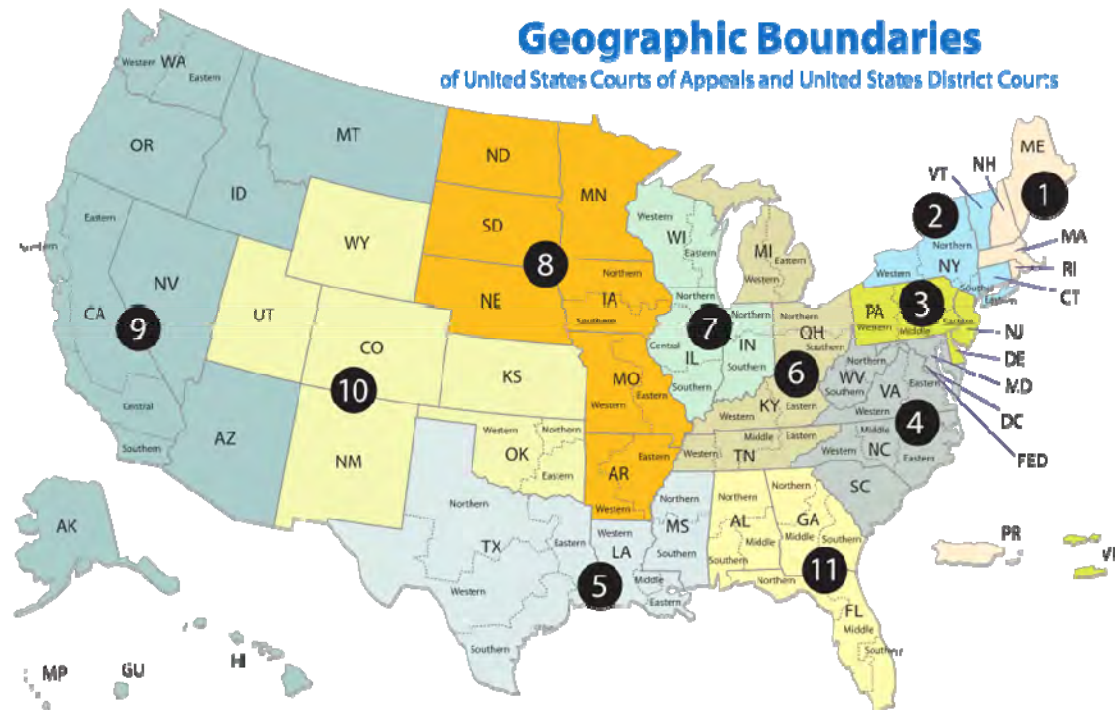 Geographic Boundaries
of United States Courts of Appeals and United States District Courts
WA
Western
Eastern
MT
OR
ID
Eastern
NV
CA
9
Central
Southern
AZ
WY
UT
CO
10
KS
NM
Western
Northern
OK
Eastern
ND
MN
SD
8
NE
Northern
IA
Southern
MO
Eastern
Western
AR
Eastern
Western
Western
WI
Eastern
Northern
7
Central
IL
Southern
Northern
IN
Southern
MI
Eastern
Western
Northern
OH
Southern
6
KY
Western
Eastern
Middle
Eastern
Western
TN
ME
NH
VT
1
2
MA
Northern
NY
RI
Western
CT
3
PA
Western
Middle
Eastern
NJ
DE
MD
DC
FED
Northern
WV
Southern
VA
Eastern
Western
4
Middle
Western
NC
Eastern
SC
Northern
TX
Eastern
Western
Southern
Western
LA
Middle
Eastern
5
Northern
MS
Southern
Northern
AL
Middle
Southern
Northern
GA
Middle
Southern
11
Northern
FL
Middle
Southern
PR
VI
AK
HI
GU
MP